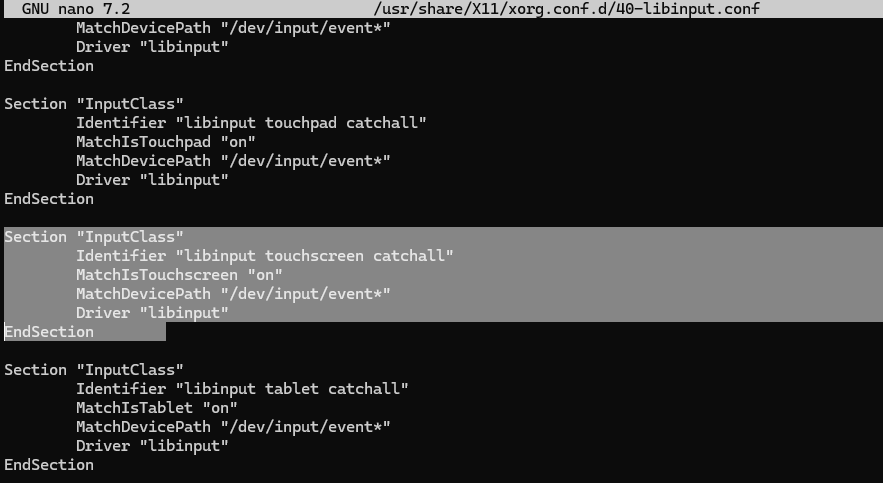 GNU nano 7.2 /usr/share/X11/xorg.conf.d/40-libinput.conf
MatchDevicePath "/dev/input/event*"
Driver "libinput"
EndSection
Section "InputClass"
Identifier "libinput touchpad catchall"
MatchIsTouchpad "on"
MatchDevicePath "/dev/input/event*"
Driver "libinput"
EndSection
Section "InputClass"
Identifier "libinput touchscreen catchall"
MatchIsTouchscreen "on"
MatchDevicePath "/dev/input/event*"
Driver "libinput"
EndSection
Section "InputClass"
Identifier "libinput tablet catchall"
MatchIsTablet "on"
MatchDevicePath "/dev/input/event*"
Driver "libinput"
EndSection